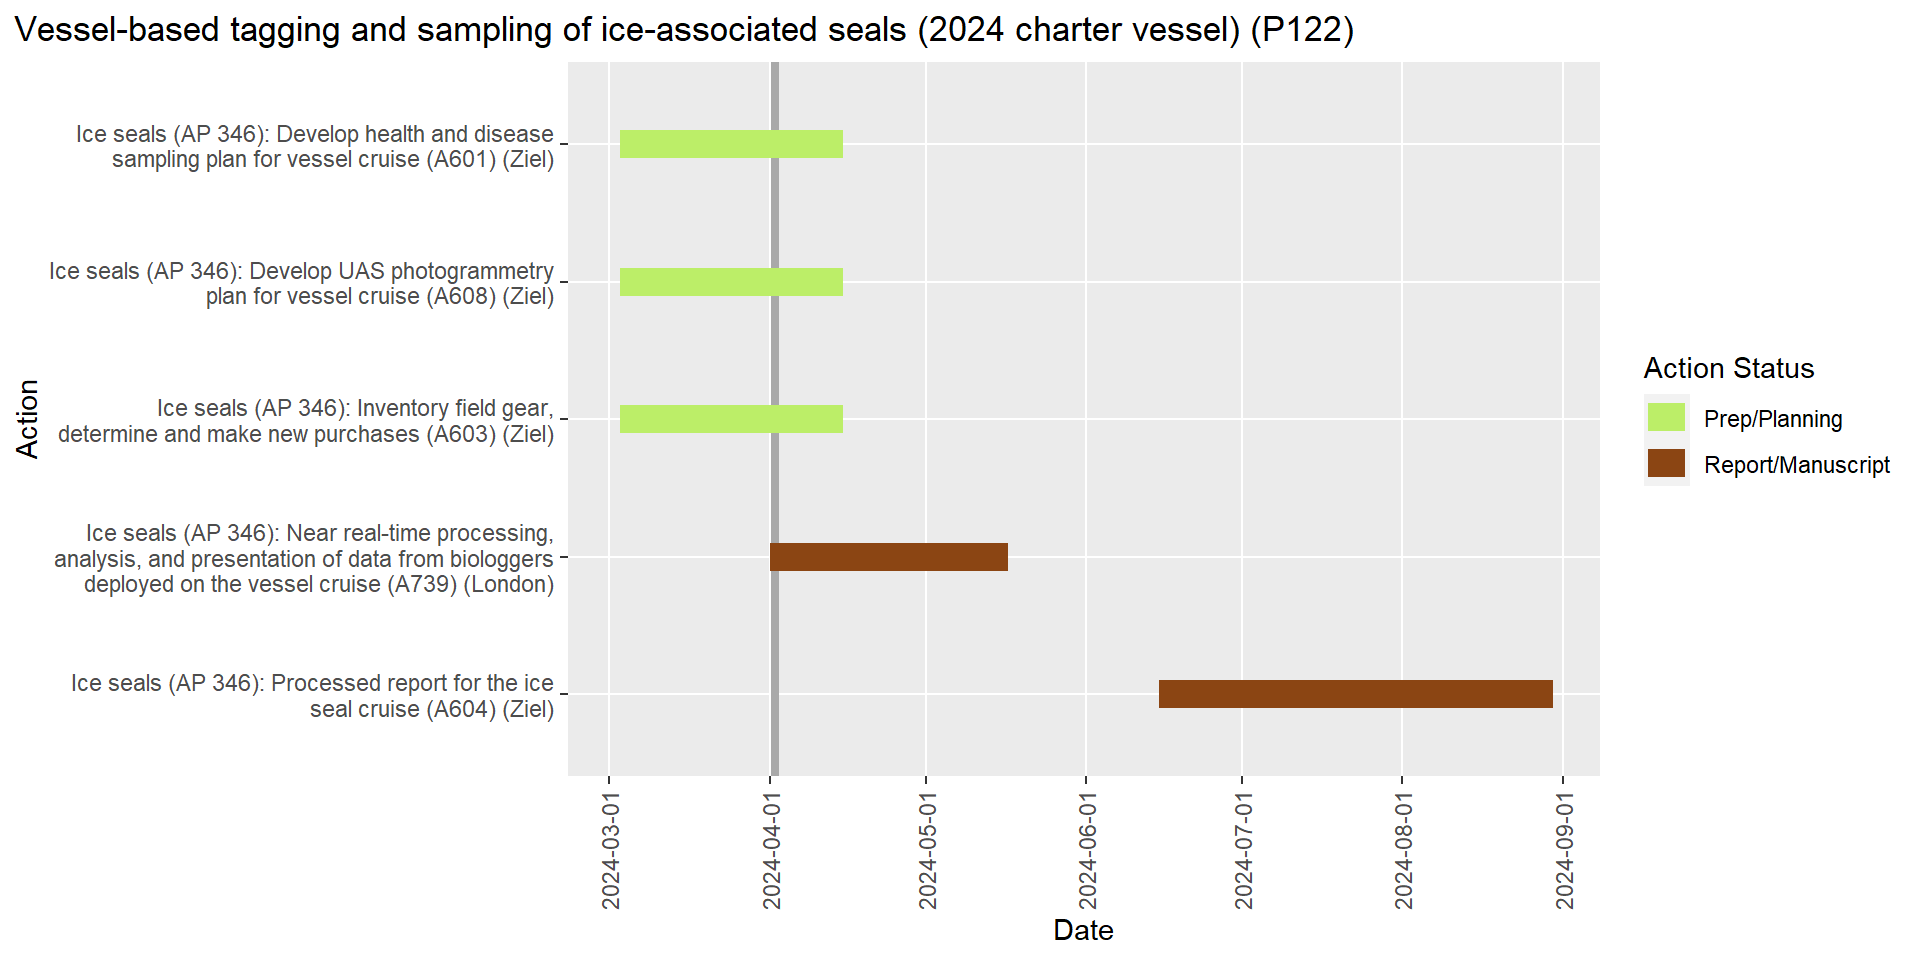 Vessel-based tagging and sampling of ice-associated seals (2024 charter vessel) (P122)
Action
Ice seals (AP 346): Develop health and disease
sampling plan for vessel cruise (A601) (Ziel)
Ice seals (AP 346): Develop UAS photogrammetry
plan for vessel cruise (A608) (Ziel)
Ice seals (AP 346): Inventory field gear,
determine and make new purchases (A603) (Ziel)
Ice seals (AP 346): Near real-time processing,
analysis, and presentation of data from biologgers
deployed on the vessel cruise (A739) (London)
Ice seals (AP 346): Processed report for the ice
seal cruise (A604) (Ziel)
2024-03-01
2024-04-01
2024-05-01
2024-06-01
2024-07-01
2024-08-01
2024-09-01
Date
Action Status
Prep/Planning
Report/Manuscript